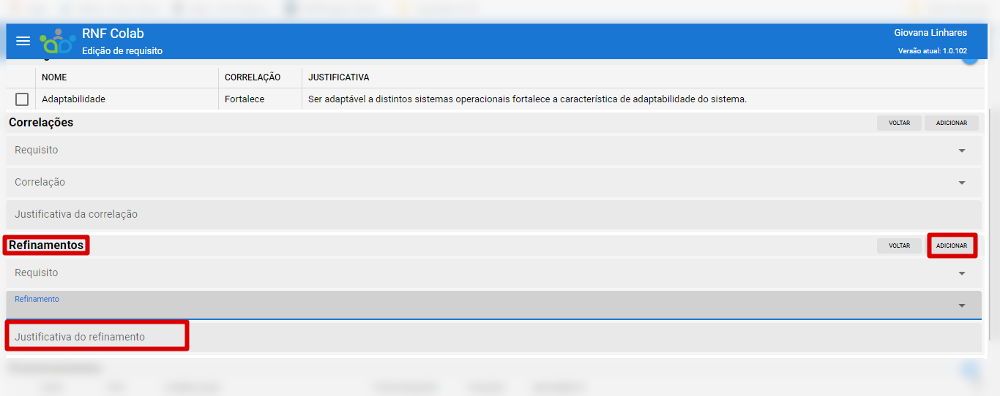 RNF Colab
Giovana Linhares
Edição de requisito
Versão atual: 1.0.102
NOME CORRELAÇÃO JUSTIFICATIVA
Adaptabilidade Fortalece Ser adaptável a distintos sistemas operacionais fortalece a característica de adaptabilidade do sistema.
Correlações VOLTAR ADICIONAR
Requisito
Correlação
Justificativa da correlação
Refinamentos VOLTAR ADICIONAR
Requisito
Refinamento
Justificativa do refinamento